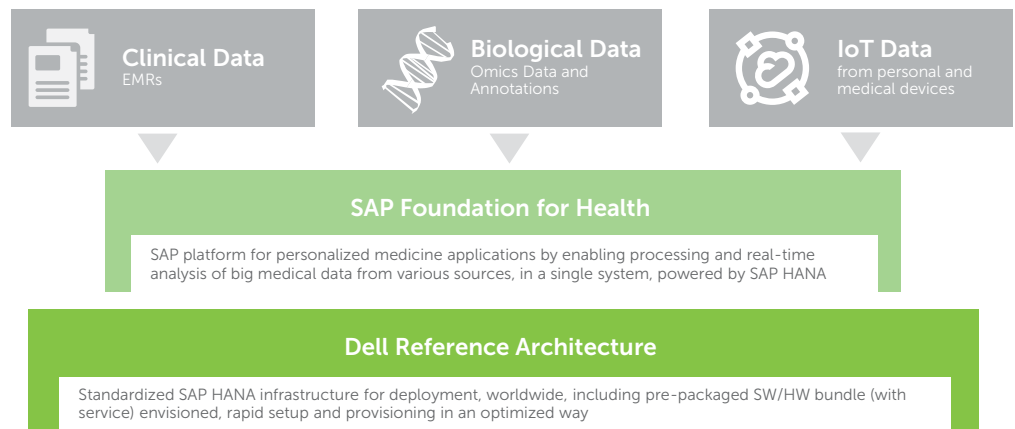 Clinical Data
EMRs
Biological Data
Omics Data and
Annotations
IoT Data
from personal and
medical devices
SAP Foundation for Health
SAP platform for personalized medicine applications by enabling processing and real-time
analysis of big medical data from various sources, in a single system, powered by SAP HANA
Dell Reference Architecture
Standardized SAP HANA infrastructure for deployment, worldwide, including pre-packaged SW/HW bundle (with
service) envisioned, rapid setup and provisioning in an optimized way